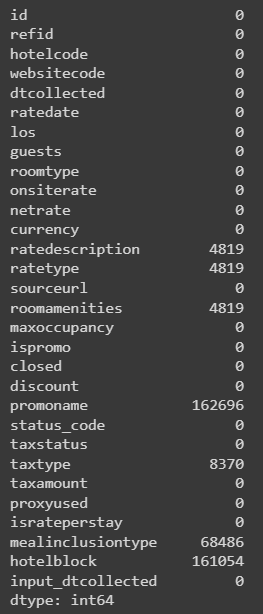 id 0
refid 0
hotelcode 0
websitecode 0
dtcollected 0
ratedate 0
los 0
guests 0
roomtype 0
onsiterate 0
netrate 0
currency 0
ratedescription 4819
ratetype 4819
sourceurl 0
roomamenities 4819
maxoccupancy 0
ispromo 0
closed 0
discount 0
promoname 162696
status_code 0
taxstatus 0
taxtype 8370
taxamount 0
proxyused 0
israteperstay 0
mealinclusiontype 68486
hotelblock 161054
input_dtcollected 0
dtype: int64